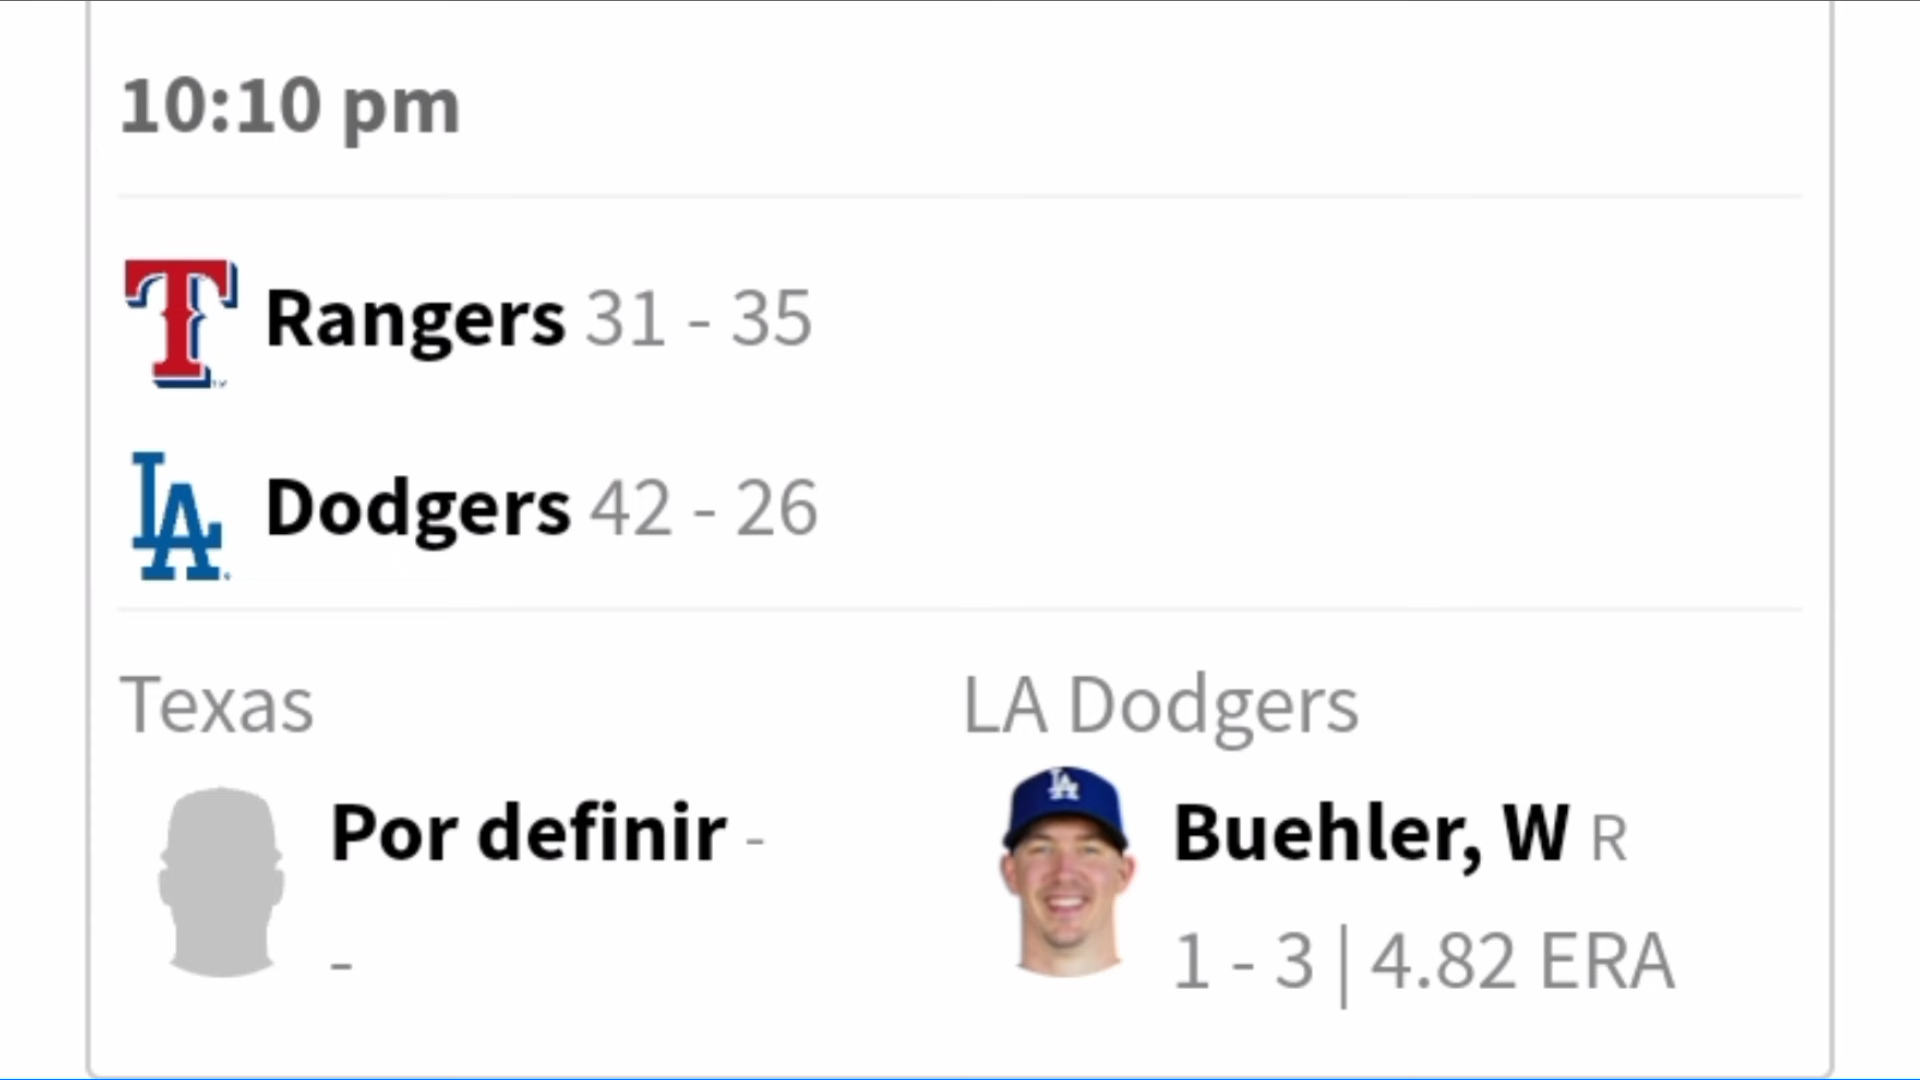 10:10 pm
Rangers 31 - 35
Dodgers 42 - 26
Texas
Por definir -
-
LA Dodgers
Buehler, W R
1 - 3 | 4.82 ERA